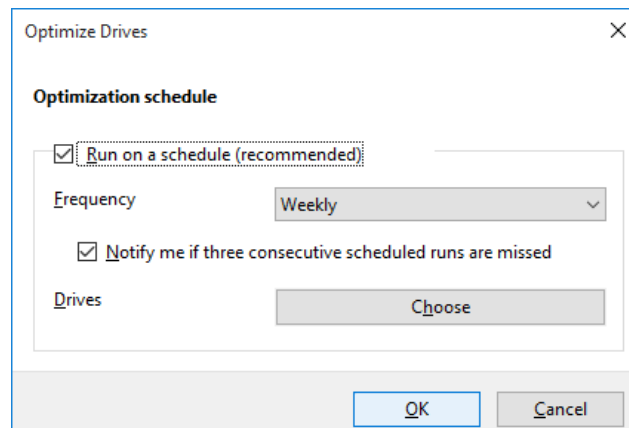 Optimize Drives
Optimization schedule
Run on a schedule (recommended)
Frequency
Weekly
Notify me if three consecutive scheduled runs are missed
Drives
Choose
OK
Cancel